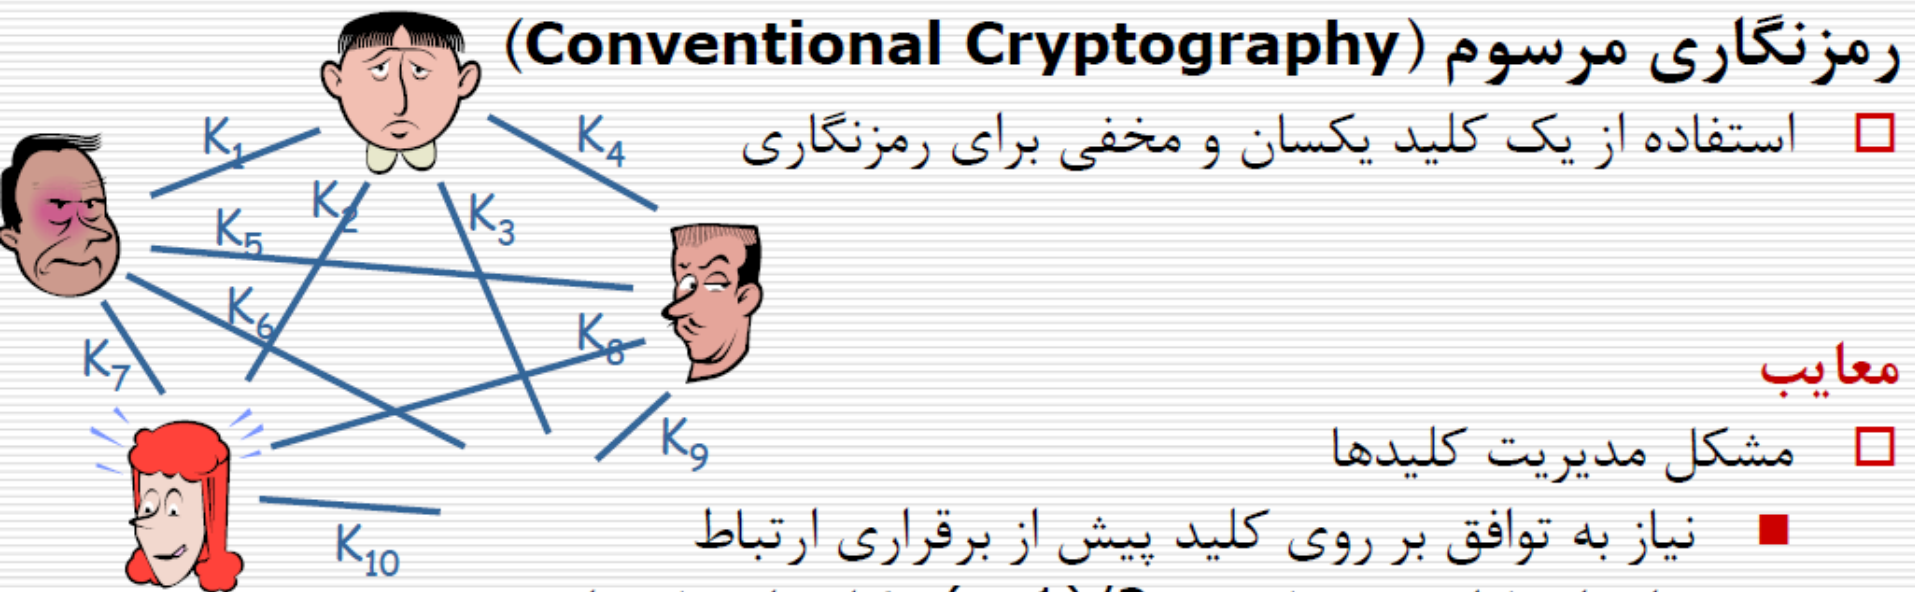 رمزنگاری مرسوم (Conventional Cryptography)
استفاده از یک کلید یکسان و مخفی برای رمزنگاری
K1
K4
K2
K3
K5
K6
K8
K7
معایب
K9
مشکل مدیریت کلیدها
نیاز به توافق بر روی کلید پیش از برقراری ارتباط
K10